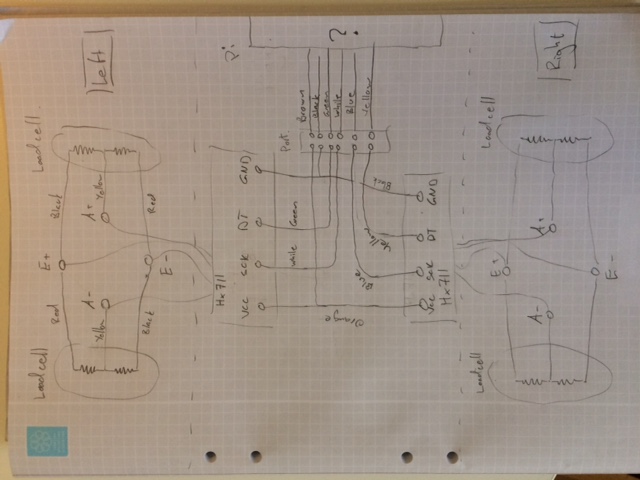 Loadcell E+ Loadcell.
Red Black
A- A+
Yellow Yellow
Left
Black Red
E-
Hx711
VCC SCK DT GND
Pi
Port
White Green
Brown
Black
Green
White
Blue
Yellow
?
Orange Blue Yellow Black
VCC SCK DT GND
Hx711
Loadcell E+ Loadcell
A- A+
Right
E-